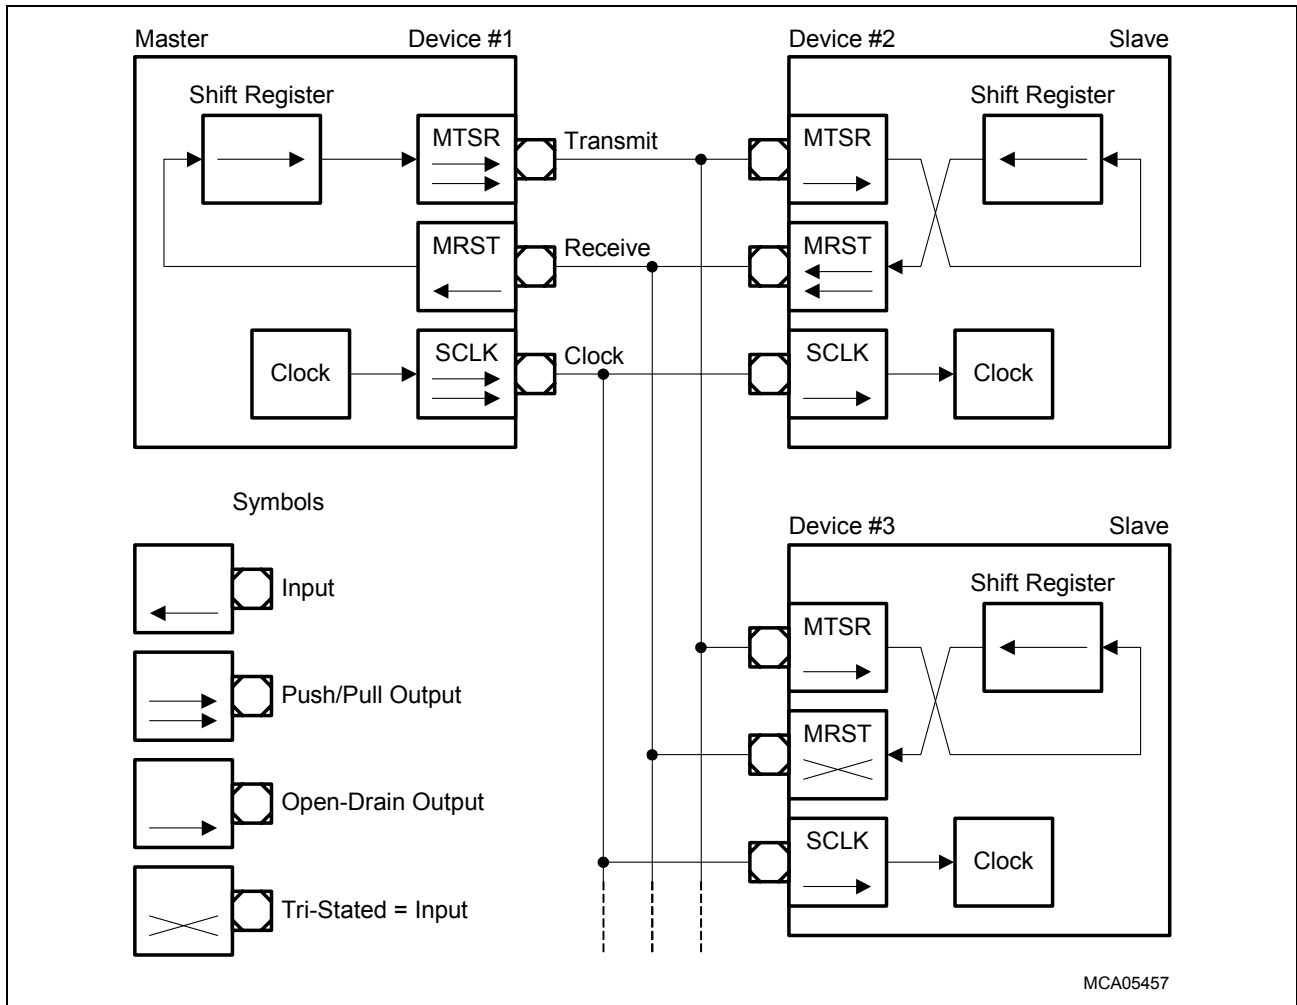 Master Device #1
Shift Register
MTSR
Transmit
MRST
Receive
Clock
SCLK
Clock
Device #2 Slave
MTSR
Shift Register
MRST
SCLK
Clock
Symbols
Input
Push/Pull Output
Open-Drain Output
Tri-Stated = Input
Device #3 Slave
MTSR
Shift Register
MRST
SCLK
Clock
MCA05457